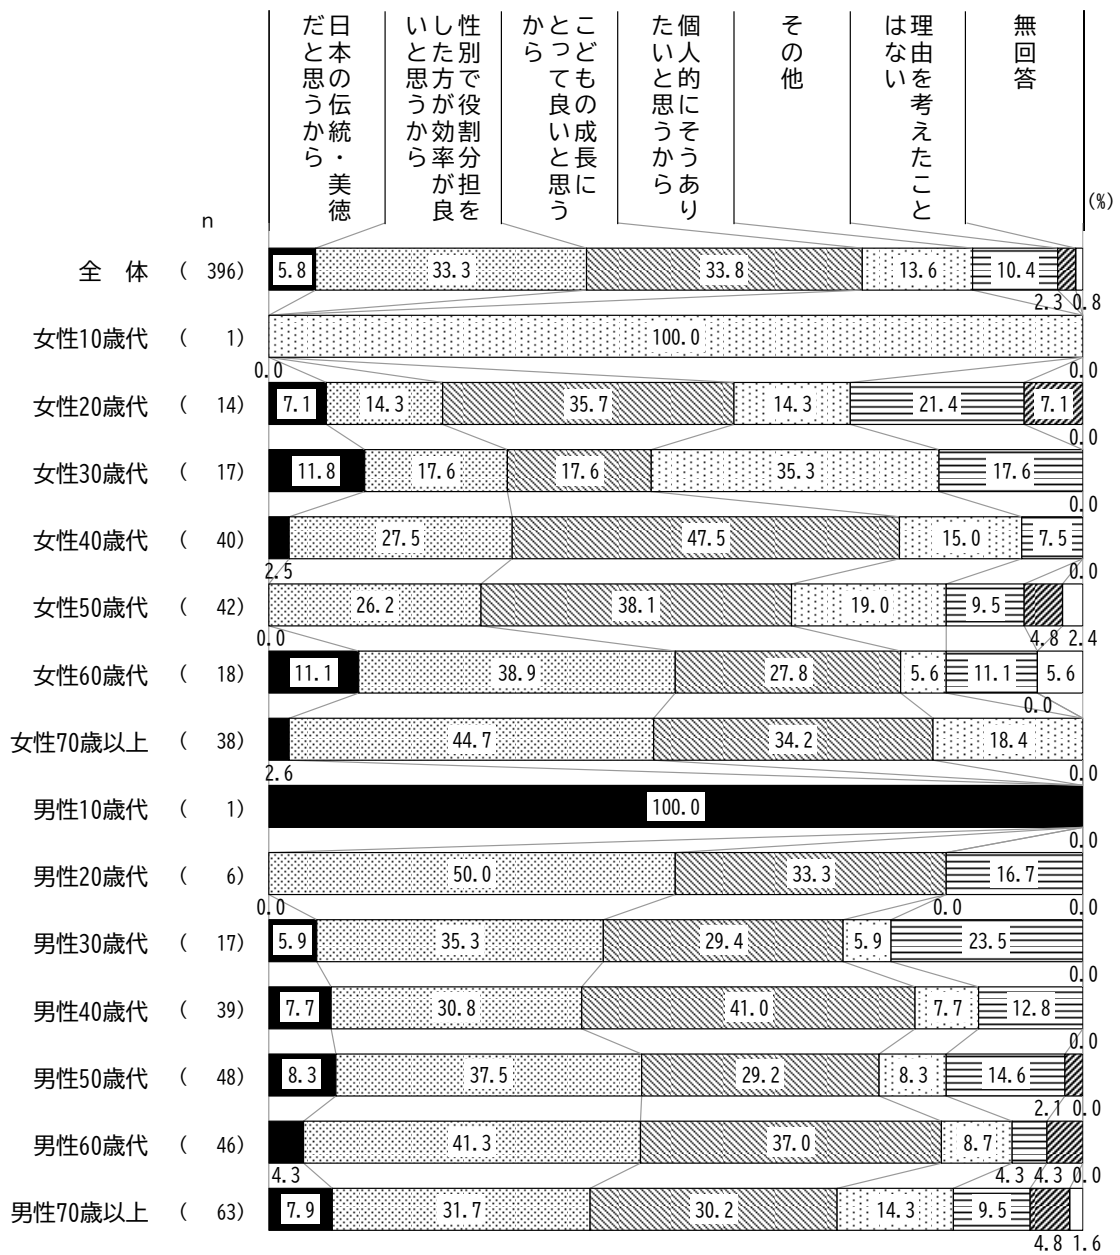 日本の伝統・美徳
だと思うから
性別で役割分担を
した方が効率が良
いと思うから
こどもの成長に
とって良いと思う
から
個人的にそうあり
たいと思うから
その他
理由を考えたこと
はない
無回答
(%)
n
全 体 ( 396) 5.8 33.3 33.8 13.6 10.4
2.3 0.8
女性10歳代 ( 1) 100.0
0.0 0.0
女性20歳代 ( 14) 7.1 14.3 35.7 14.3 21.4 7.1
0.0
女性30歳代 ( 17) 11.8 17.6 17.6 35.3 17.6
0.0
女性40歳代 ( 40) 27.5 47.5 15.0 7.5
2.5 0.0
女性50歳代 ( 42) 26.2 38.1 19.0 9.5
0.0 4.8 2.4
女性60歳代 ( 18) 11.1 38.9 27.8 5.6 11.1 5.6
0.0
女性70歳以上 ( 38) 44.7 34.2 18.4
2.6 0.0
男性10歳代 ( 1) 100.0
0.0
男性20歳代 ( 6) 50.0 33.3 16.7
0.0 0.0 0.0
男性30歳代 ( 17) 5.9 35.3 29.4 5.9 23.5
0.0
男性40歳代 ( 39) 7.7 30.8 41.0 7.7 12.8
0.0
男性50歳代 ( 48) 8.3 37.5 29.2 8.3 14.6
2.1 0.0
男性60歳代 ( 46) 41.3 37.0 8.7
4.3 4.3 4.3 0.0
男性70歳以上 ( 63) 7.9 31.7 30.2 14.3 9.5
4.8 1.6